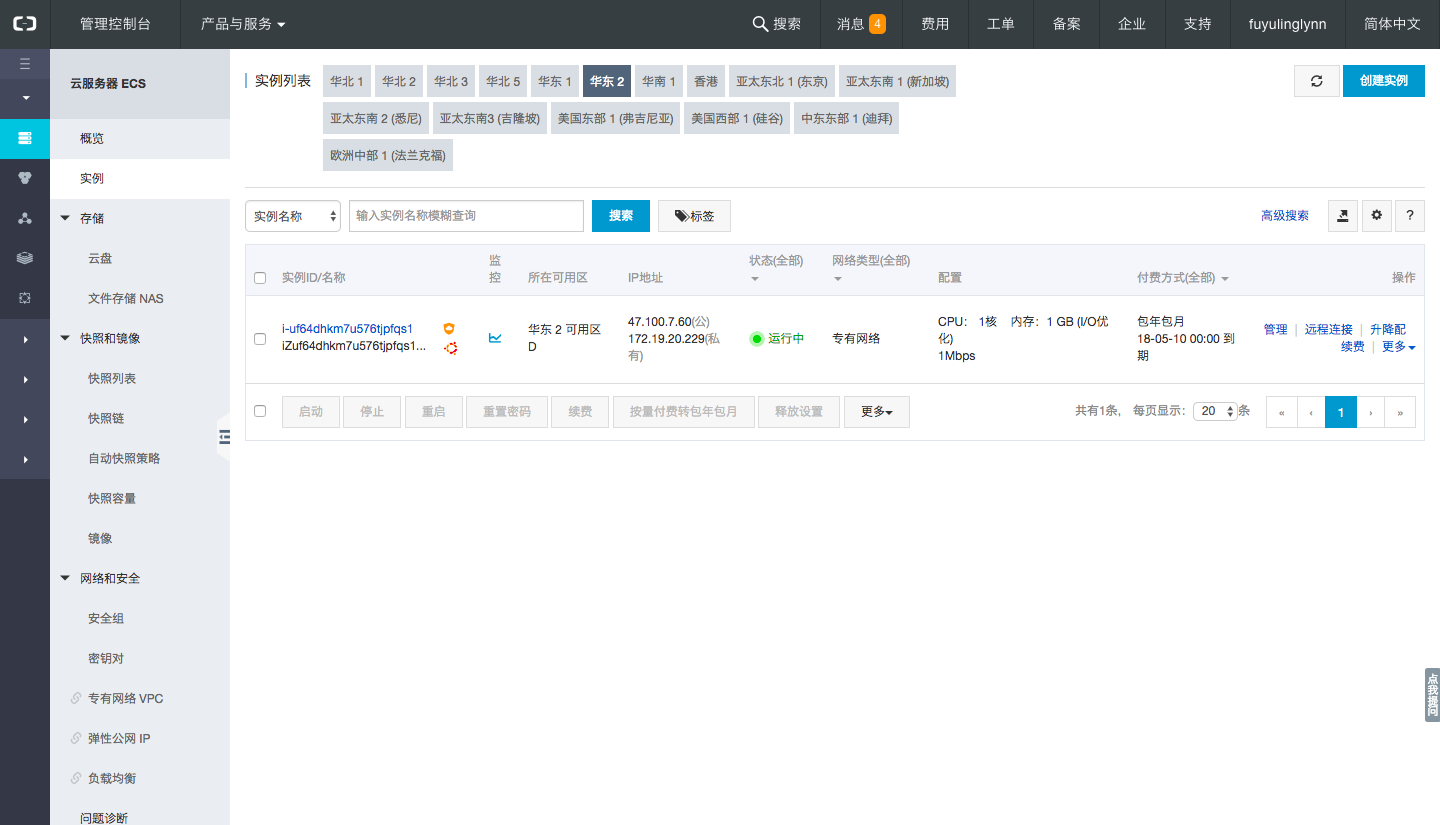 管理控制台 产品与服务 搜索 消息 4 费用 工单 备案 企业 支持 fuyulinglynn 简体中文
云服务器 ECS
概览
实例
存储
云盘
文件存储 NAS
快照和镜像
快照列表
快照链
自动快照策略
快照容量
镜像
网络和安全
安全组
密钥对
专有网络 VPC
弹性公网 IP
负载均衡
问题诊断
实例列表 华北 1 华北 2 华北 3 华北 5 华东 1 华东 2 华南 1 香港 亚太东北 1 (东京) 亚太东南 1 (新加坡) 创建实例
亚太东南 2 (悉尼) 亚太东南3 (吉隆坡) 美国东部 1 (弗吉尼亚) 美国西部 1 (硅谷) 中东东部 1 (迪拜)
欧洲中部 1 (法兰克福)
实例名称 输入实例名称模糊查询 搜索 标签 高级搜索 ?
实例ID/名称 监控 所在可用区 IP地址 状态(全部) 网络类型(全部) 配置 付费方式(全部) 操作
i-uf64dhkm7u576tjpfqs1
iZuf64dhkm7u576tjpfqs1...
华东 2 可用区
D
47.100.7.60(公)
172.19.20.229(私
有)
运行中
专有网络
CPU： 1核 内存：1 GB (I/O优
化)
1Mbps
包年包月
18-05-10 00:00 到
期
管理 | 远程连接 | 升降配
续费 | 更多
启动 停止 重启 重置密码 续费 按量付费转包年包月 释放设置 更多 共有1条， 每页显示： 20 条 « ‹ 1 › »
点我提问